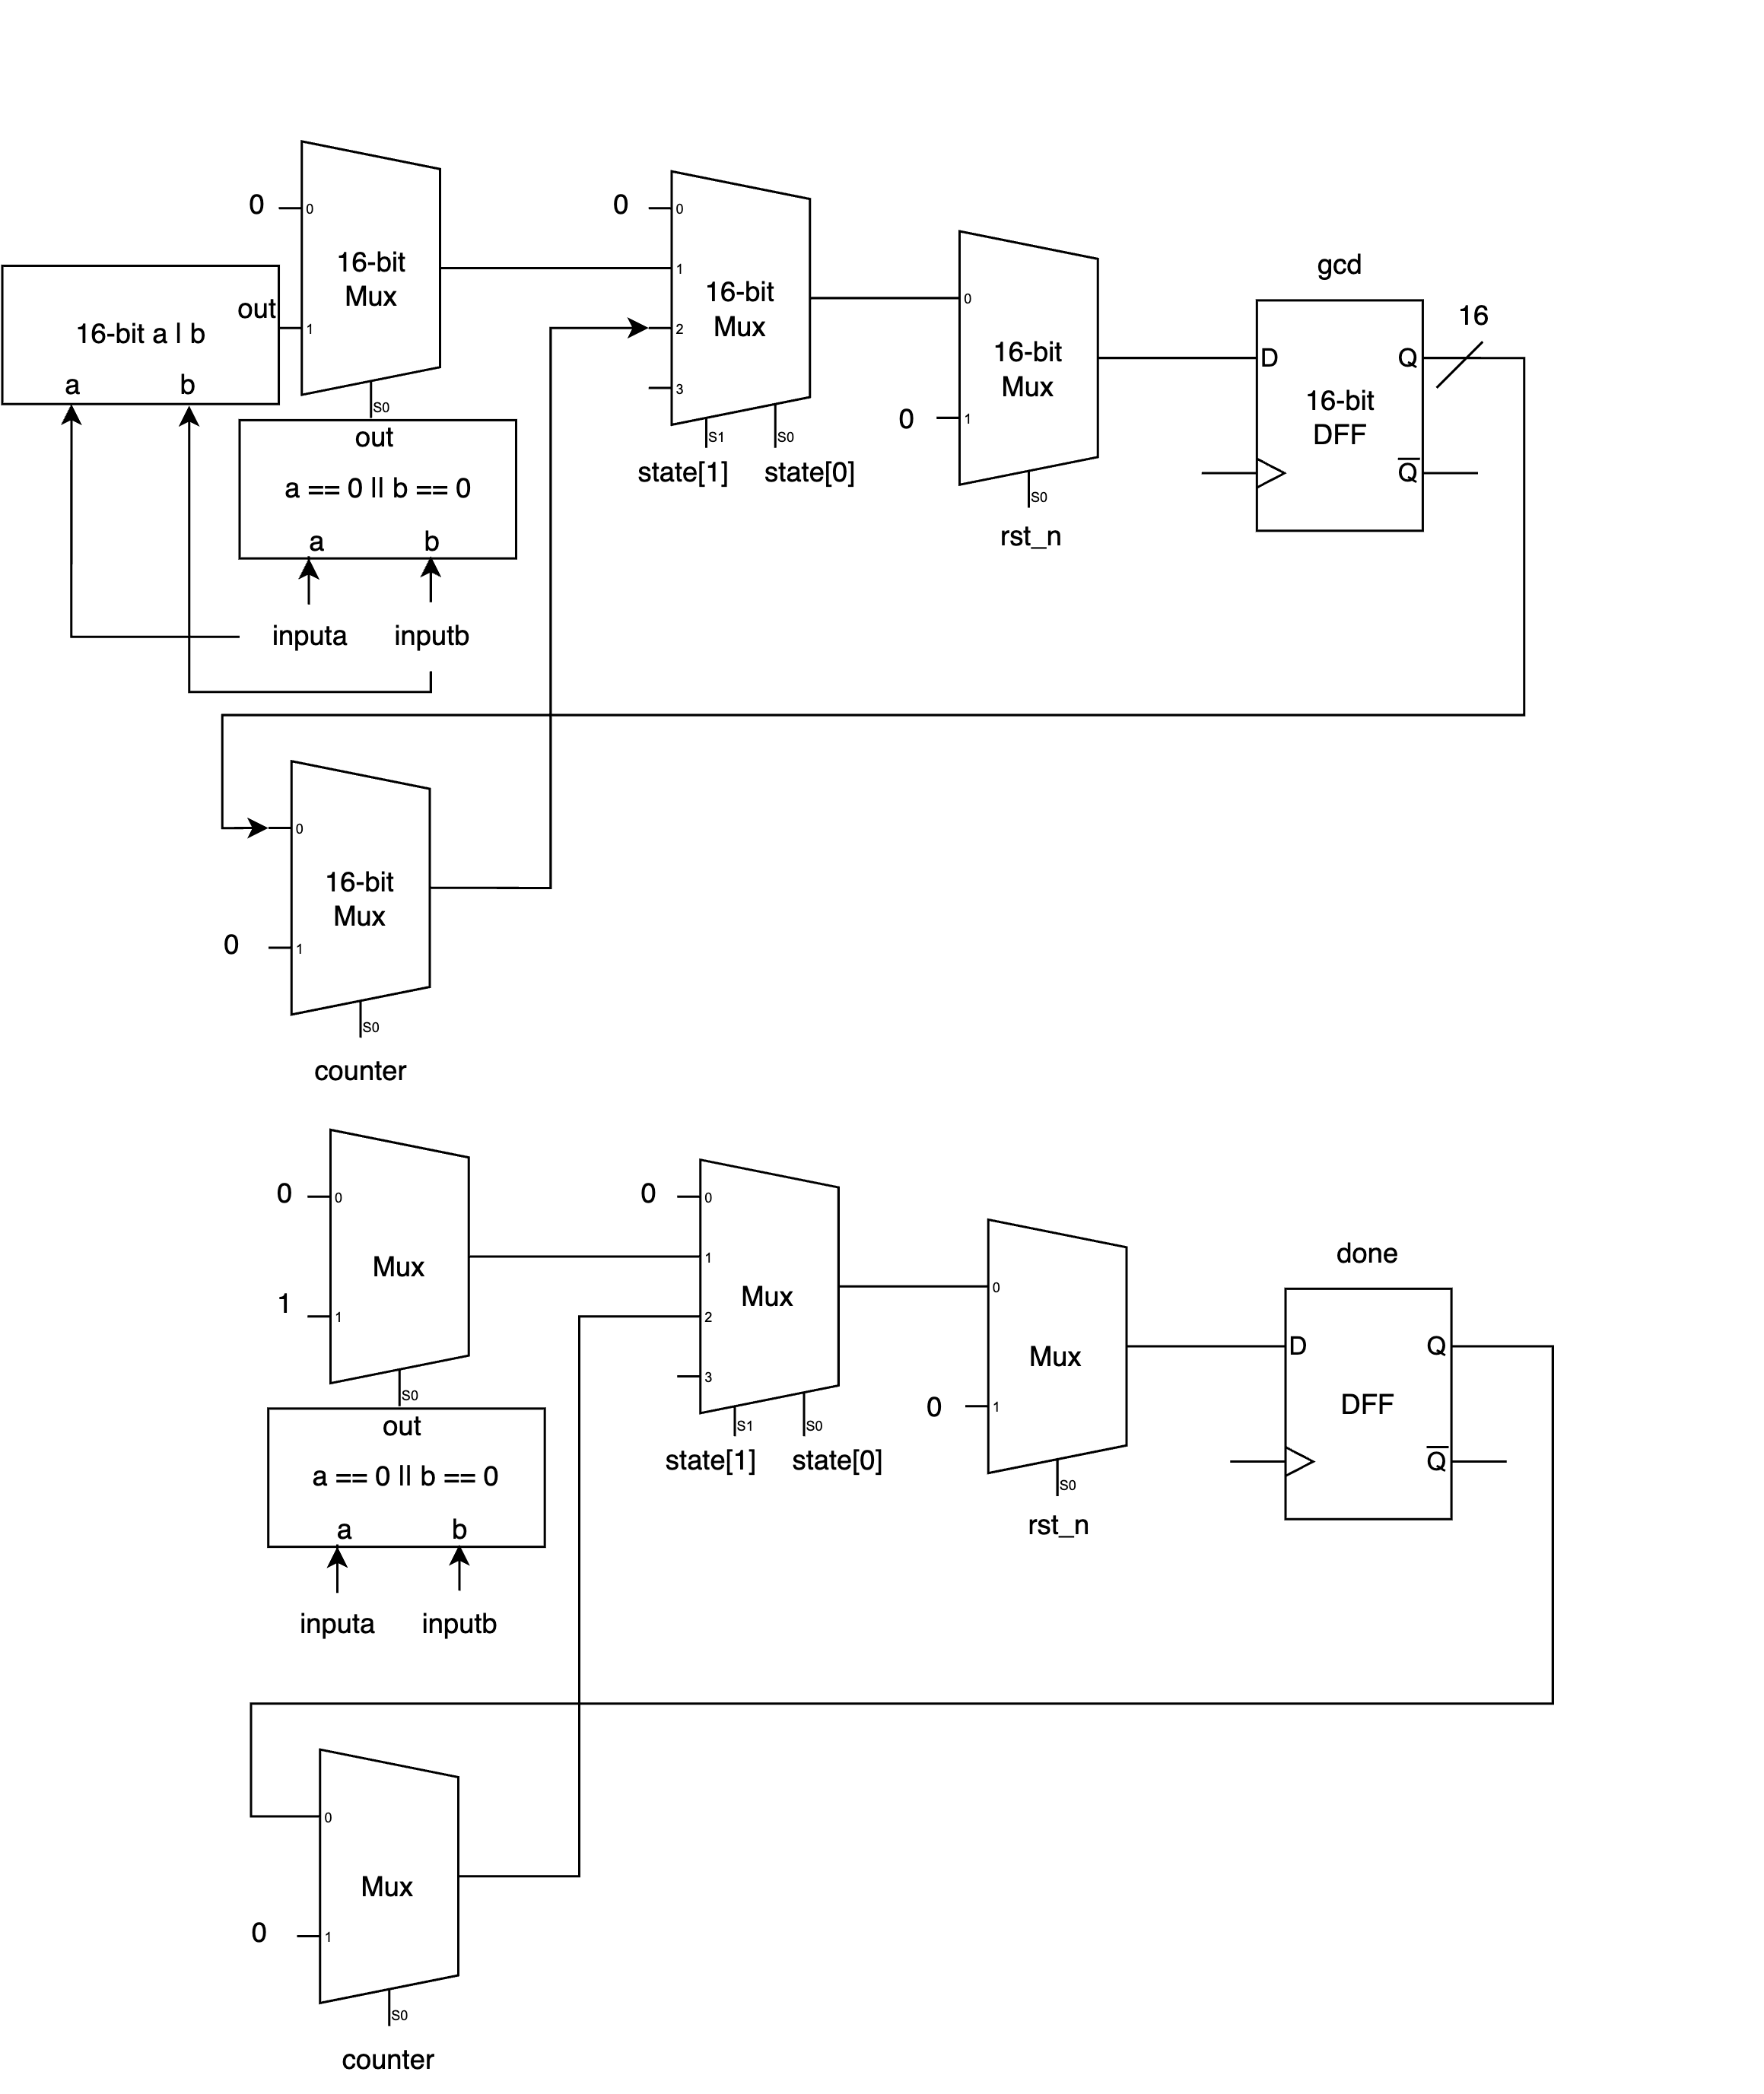 0
0
16-bit
Mux
1
out
16-bit a | b
a
b
S0
out
a == 0 || b == 0
a
b
inputa
inputb
0
0
1
16-bit
Mux
2
3
S1
S0
state[1]
state[0]
0
16-bit
Mux
0
1
S0
rst_n
gcd
D
Q
16-bit
DFF
Q
16
0
16-bit
Mux
0
1
S0
counter
0
0
Mux
1
1
S0
out
a == 0 || b == 0
a
b
inputa
inputb
0
0
1
Mux
2
3
S1
S0
state[1]
state[0]
0
Mux
0
1
S0
rst_n
done
D
Q
DFF
Q
0
Mux
0
1
S0
counter